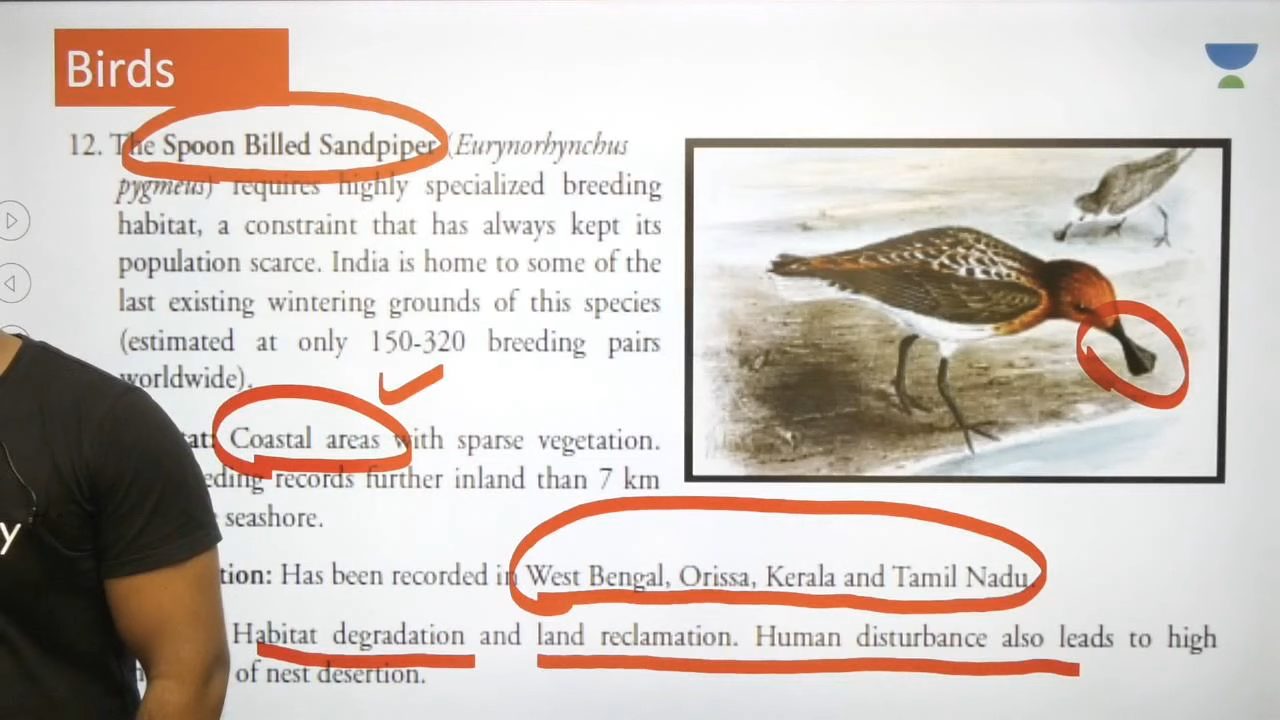 Birds
12. The Spoon Billed Sandpiper (Eurynorhynchus
pygmeus) requires highly specialized breeding
habitat, a constraint that has always kept its
population scarce. India is home to some of the
last existing wintering grounds of this species
(estimated at only 150-320 breeding pairs
worldwide).
Coastal areas with sparse vegetation.
records further inland than 7 km
seashore.
Has been recorded in West Bengal, Orissa, Kerala and Tamil Nadu.
Habitat degradation and land reclamation. Human disturbance also leads to high
of nest desertion.